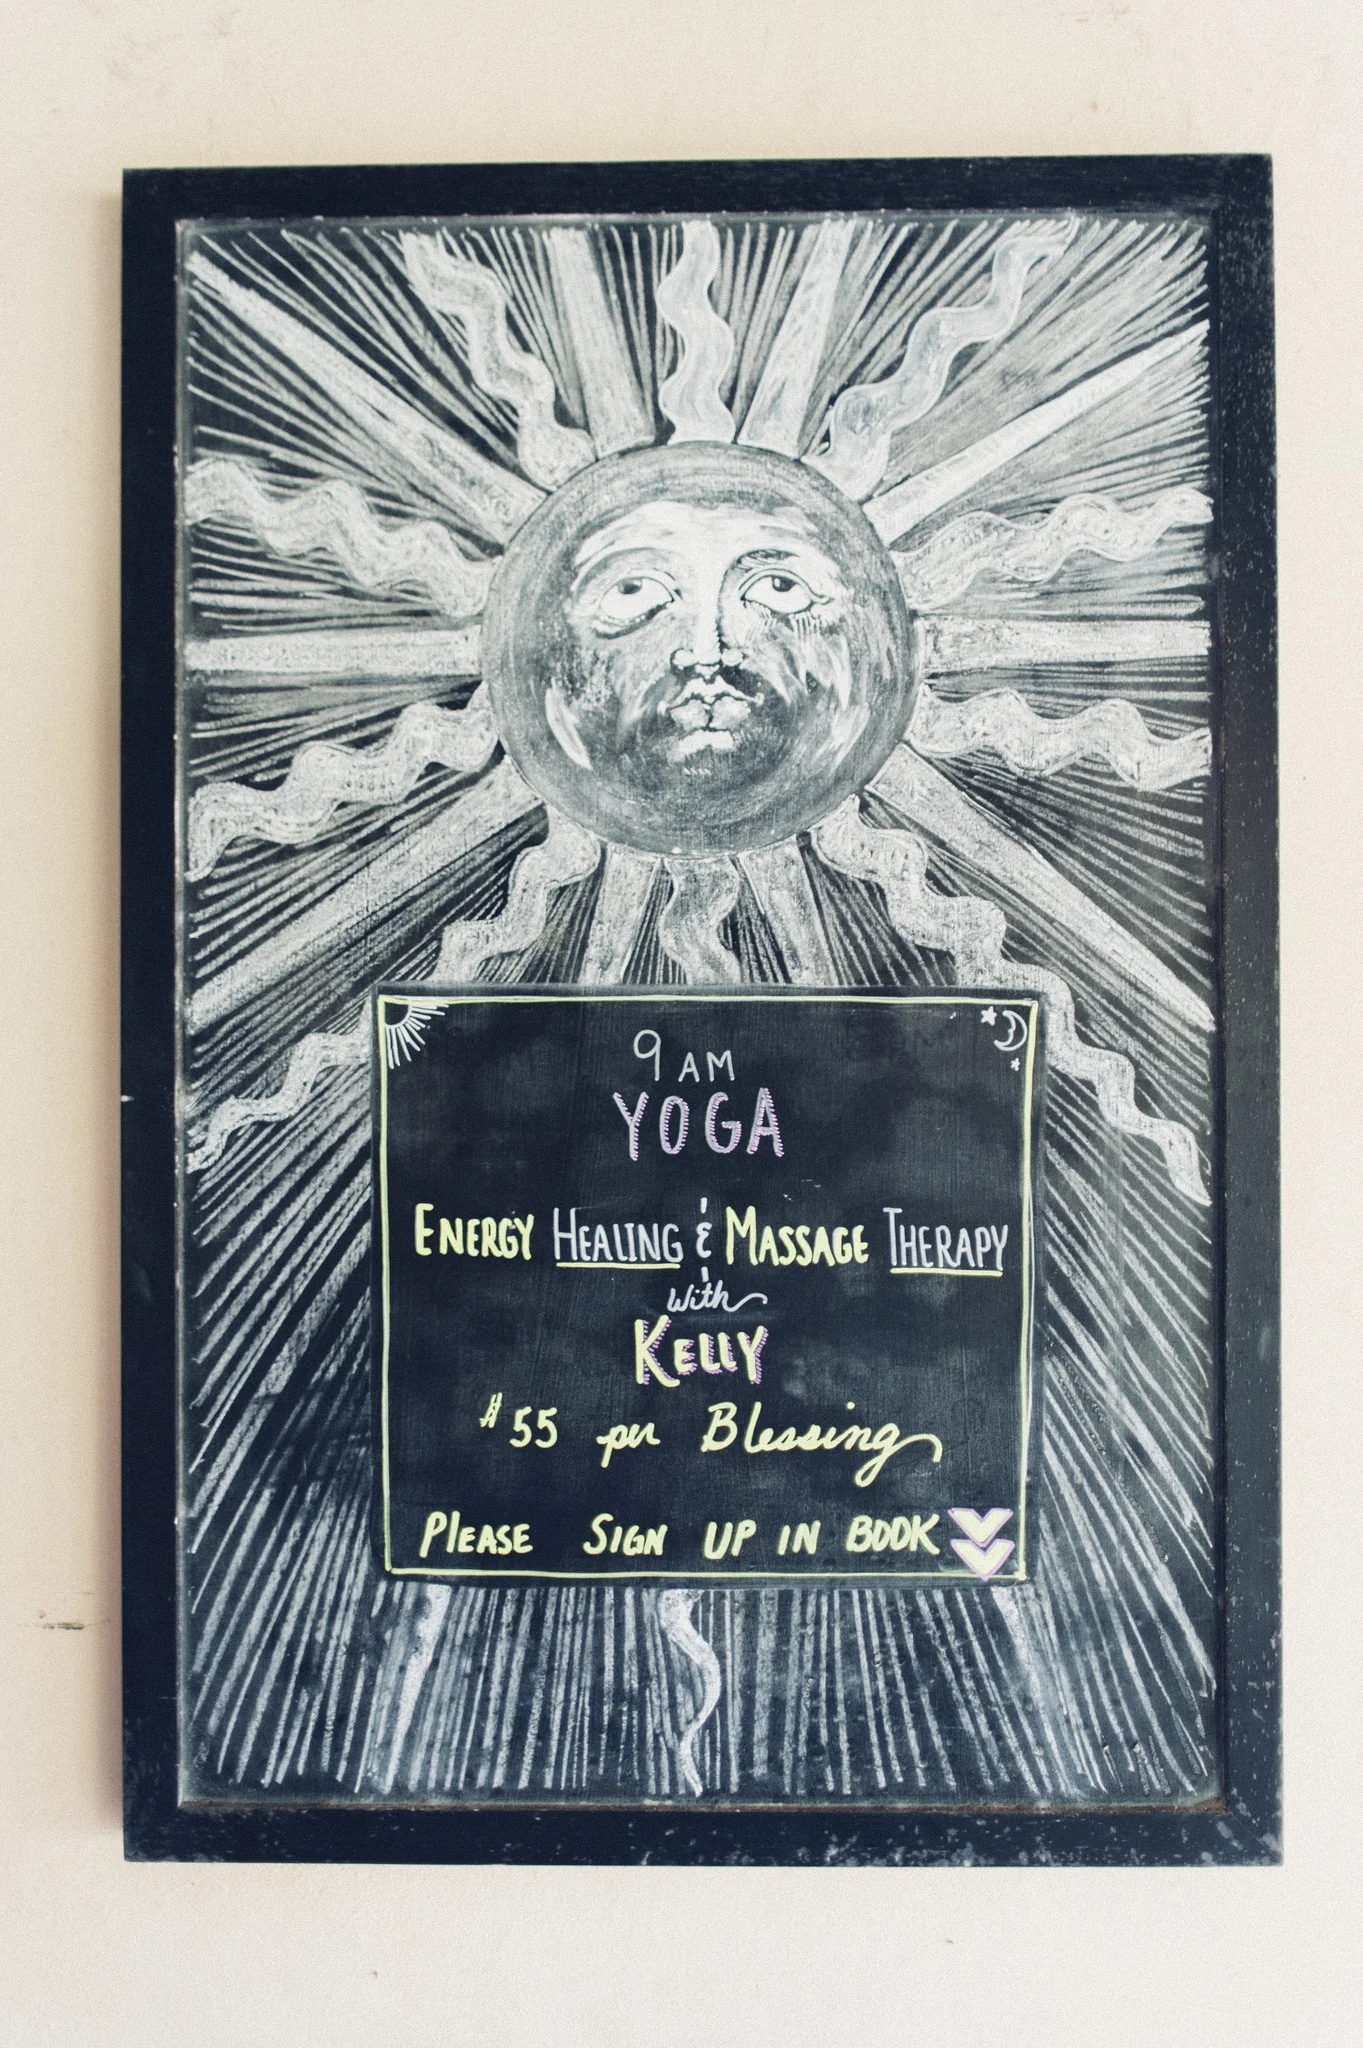 9 AM
YOGA
ENERGY HEALING & MASSAGE THERAPY
with
KELLY
$55 per Blessing
PLEASE SIGN UP IN BOOK